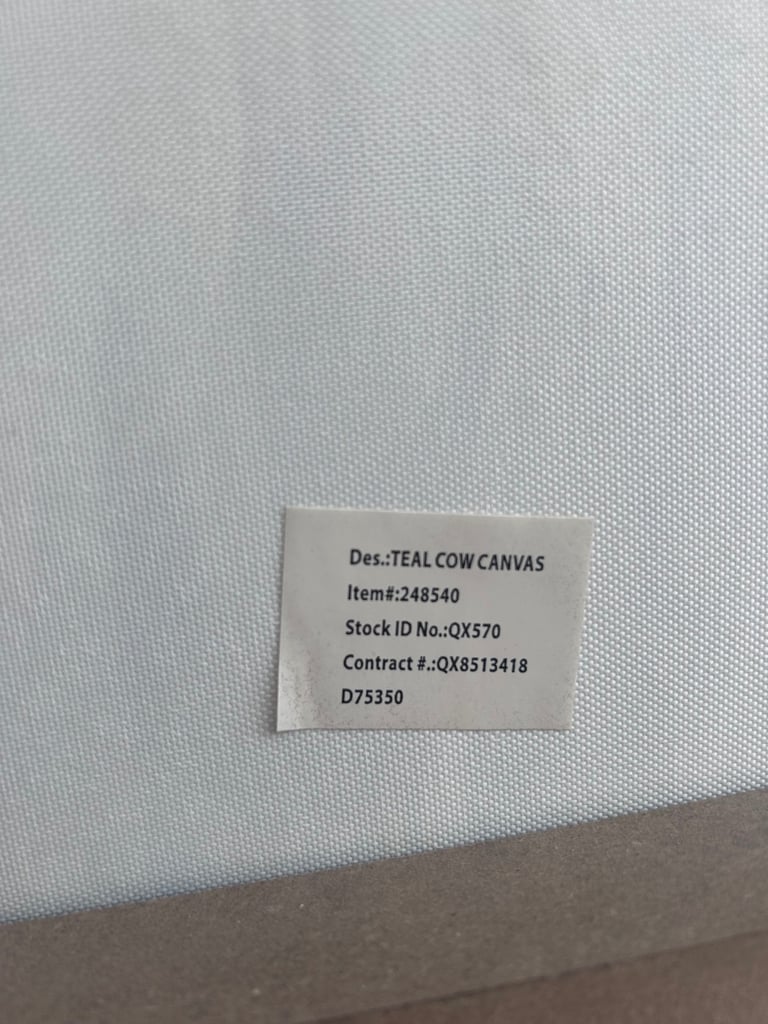 Des.:TEAL COW CANVAS
Item#:248540
Stock ID No.:QX570
Contract #.:QX8513418
D75350